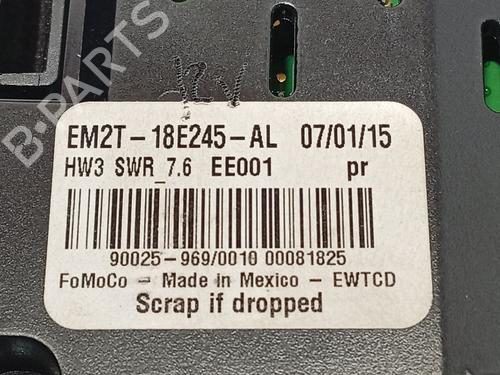 EM2T-18E245-AL 07/01/15
HW3 SWR_7.6 EE001 pr
90025-969/0010 00081825
FoMoCo - Made in Mexico - EWTCD
Scrap if dropped
B-PARTS